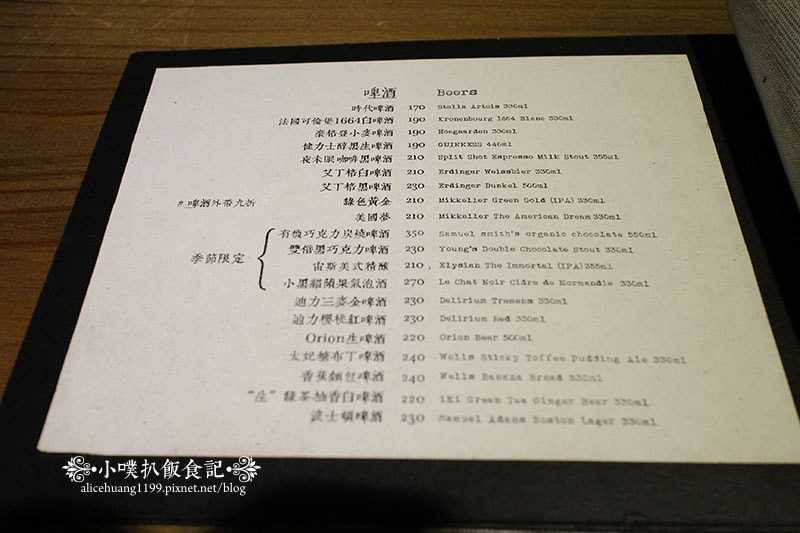 啤酒 Beers
時代啤酒 170 Stella Artois 330ml
法國可倫堡1664白啤酒 190 Kronenbourg 1664 Blanc 330ml
豪格登小麥啤酒 190 Hoegarden 330ml
健力士醇黑生啤酒 190 GUINNESS 440ml
夜未眠咖啡黑啤酒 210 Split Shot Espresso Milk Stout 355ml
艾丁格白啤酒 210 Erdinger Weissbier 330ml
艾丁格黑啤酒 230 Erdinger Dunkel 500ml
#啤酒外帶九折 綠色黃金 210 Mikkeller Green Gold (IPA) 330ml
美國夢 210 Mikkeller The American Dream 330ml
有機巧克力炭燒啤酒 350 Samuel smith's organic chocolate 550ml
季節限定 雙倍黑巧克力啤酒 230 Young's Double Chocolate Stout 330ml
宙斯美式精釀 210 Elysian The Immortal (IPA)355ml
小黑貓蘋果氣泡酒 270 Le Chat Noir Cidre de Normandie 330ml
迪力三麥金啤酒 230 Delirium Tremens 330ml
迪力櫻桃紅啤酒 230 Delirium Red 330ml
Orion生啤酒 220 Orion Beer 500ml
太妃糖布丁啤酒 240 Wells Sticky Toffee Pudding Ale 330ml
香蕉麵包啤酒 240 Wells Banana Bread 330ml
"生" 綠茶柚香白啤酒 220 iKi Green Tea Ginger Beer 330ml
波士頓啤酒 230 Samuel Adams Boston Lager 330ml
小噗扒飯食記
alicehuang1199.pixnet.net/blog